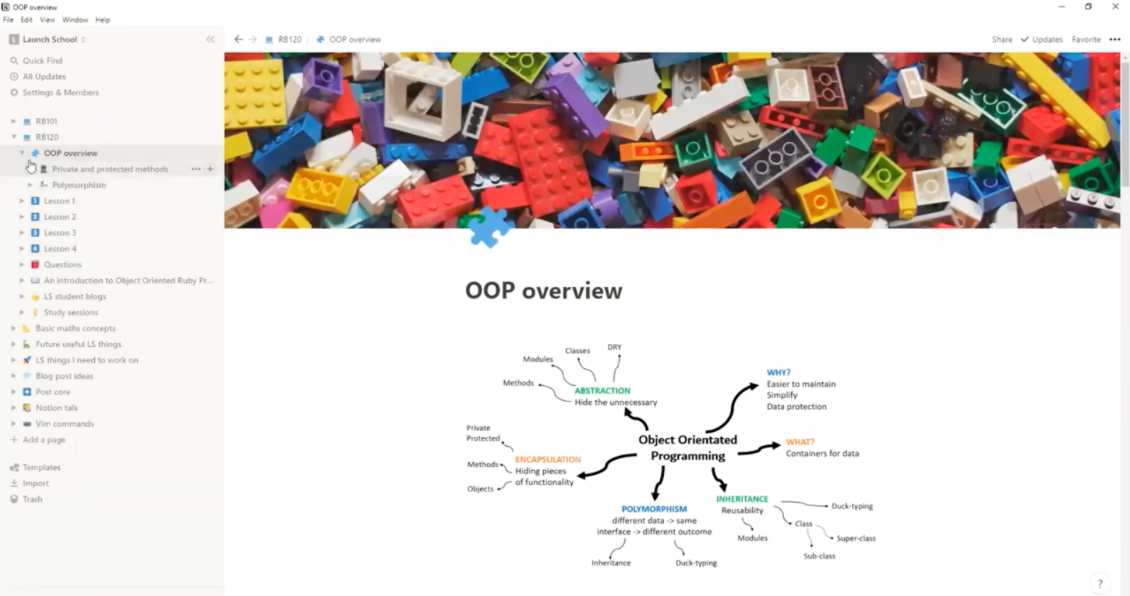 OOP overview
File Edit View Window Help
Launch School
RB120 / OOP overview
Share Updates Favorite
Quick Find
All Updates
Settings & Members
RB101
RB120
OOP overview
Private and protected methods
Polymorphism
1 Lesson 1
2 Lesson 2
3 Lesson 3
4 Lesson 4
Questions
An introduction to Object Oriented Ruby Pr...
LS student blogs
Study sessions
Basic maths concepts
Future useful LS things
LS things I need to work on
Blog post ideas
Post core
Notion talk
Vim commands
Add a page
Templates
Import
Trash
OOP overview
DRY
Classes
Modules
Methods
ABSTRACTION
Hide the unnecessary
WHY?
Easier to maintain
Simplify
Data protection
Object Orientated
Programming
WHAT?
Containers for data
Private
Protected
ENCAPSULATION
Hiding pieces
of functionality
Methods
Objects
POLYMORPHISM
different data -> same
interface -> different outcome
Inheritance
Duck-typing
INHERITANCE
Reusability
Modules
Duck-typing
Class
Super-class
Sub-class
?